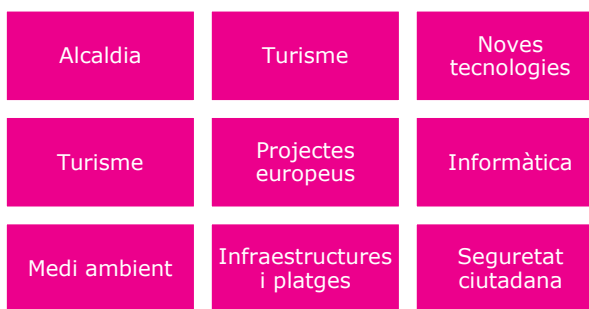 Alcaldia
Turisme
Noves
tecnologies
Turisme
Projectes
europeus
Informàtica
Medi ambient
Infraestructures
i platges
Seguretat
ciutadana